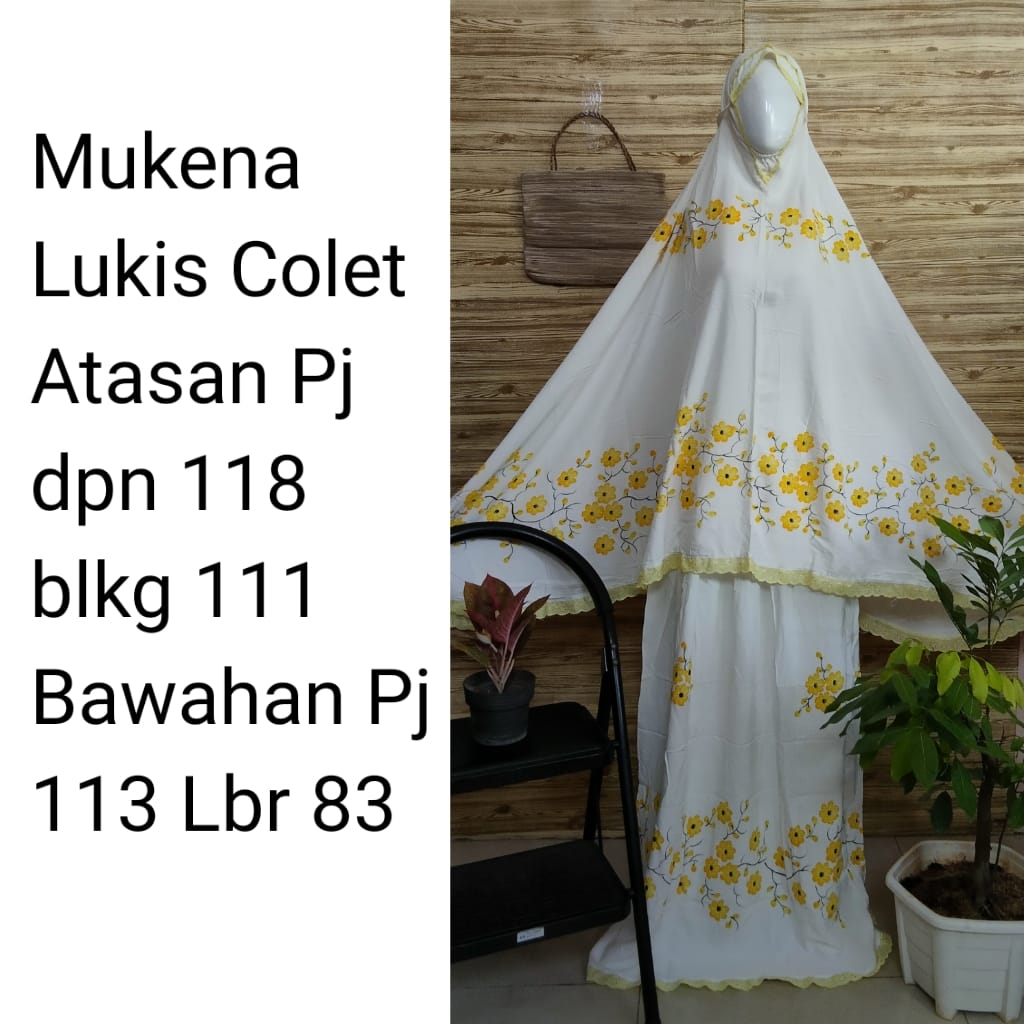 Mukena
Lukis Colet
Atasan Pj
dpn 118
blkg 111
Bawahan Pj
113 Lbr 83